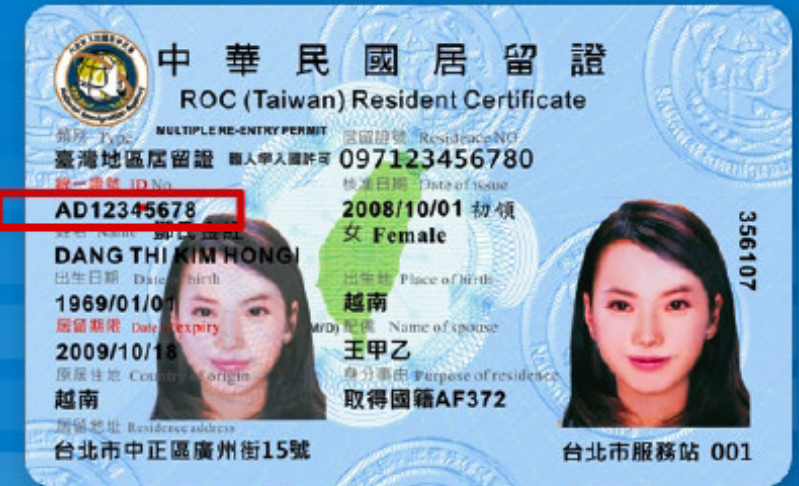 中華民國居留證
ROC (Taiwan) Resident Certificate
類別 Type MULTIPLE RE-ENTRY PERMIT 居留證號 Residence NO
臺灣地區居留證 097123456780
統一證號 ID No. 核准日期 Date of issue
AD12345678 2008/10/01 初領
姓名 Name 女 Female
DANG THI KIM HONGI
出生日期 Date of birth 出生地 Place of birth
1969/01/01 越南
居留期限 Date of expiry 配偶 Name of spouse
2009/10/18 王甲乙
原居住地 Country of origin 身分事由 Purpose of residence
越南 取得國籍AF372
居留地址 Residence address
台北市中正區廣州街15號 台北市服務站 001
356107